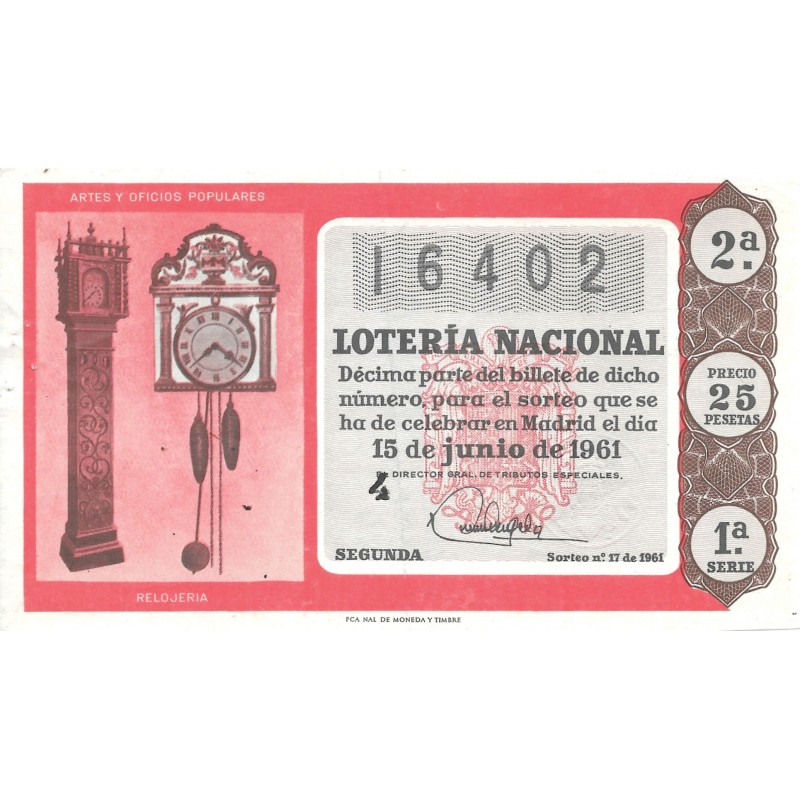 ARTES Y OFICIOS POPULARES
RELOJERIA
16402
LOTERÍA NACIONAL
Décima parte del billete de dicho
número, para el sorteo que se
ha de celebrar en Madrid el día
15 de junio de 1961
EL DIRECTOR GRAL. DE TRIBUTOS ESPECIALES,
4
SEGUNDA
Sorteo nº. 17 de 1961
2ª.
PRECIO
25
PESETAS
1ª.
SERIE
FCA NAL DE MONEDA Y TIMBRE